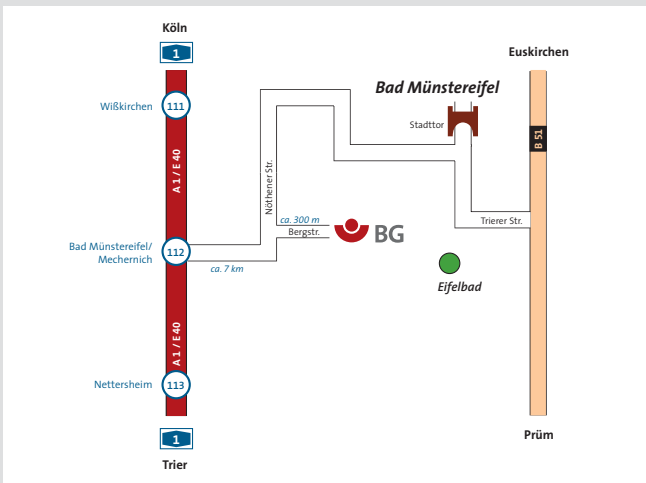 Köln
1
Euskirchen
Bad Münstereifel
Wißkirchen
111
Stadttor
B 51
A 1 / E 40
Nöthener Str.
ca. 300 m
Trierer Str.
Bergstr.
BG
Bad Münstereifel/
Mechernich
112
ca. 7 km
Eifelbad
A 1 / E 40
Nettersheim
113
1
Prüm
Trier